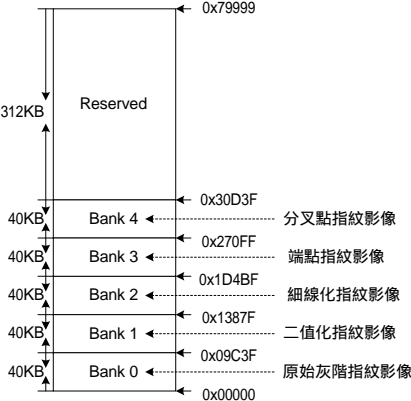 0x79999
Reserved
312KB
0x30D3F
40KB Bank 4 分叉點指紋影像
0x270FF
40KB Bank 3 端點指紋影像
0x1D4BF
40KB Bank 2 細線化指紋影像
0x1387F
40KB Bank 1 二值化指紋影像
0x09C3F
40KB Bank 0 原始灰階指紋影像
0x00000